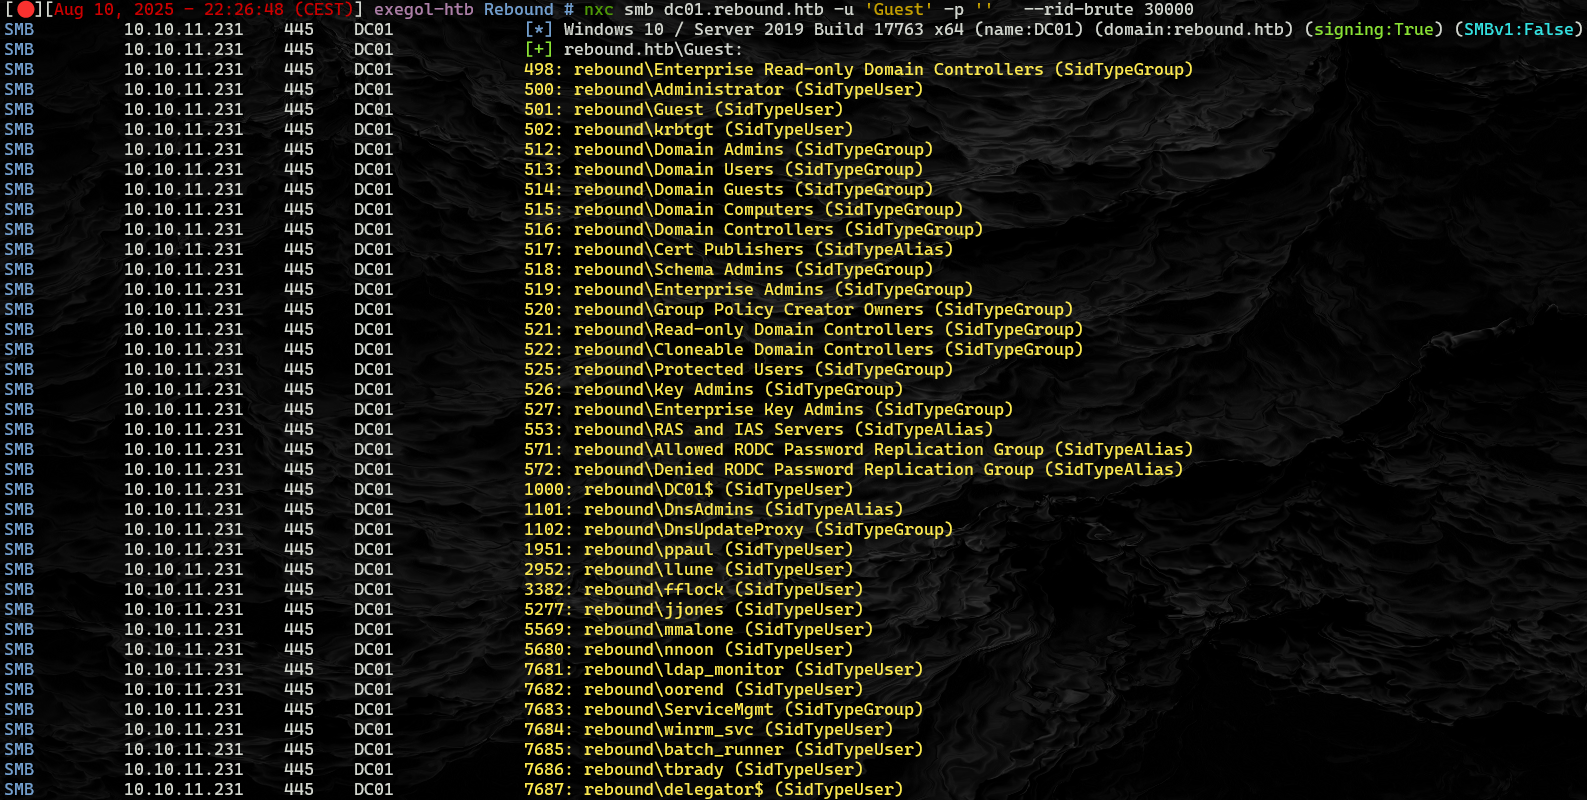 [🔴][Aug 10, 2025 - 22:26:48 (CEST)] exegol-htb Rebound # nxc smb dc01.rebound.htb -u 'Guest' -p '' --rid-brute 30000
SMB 10.10.11.231 445 DC01 [*] Windows 10 / Server 2019 Build 17763 x64 (name:DC01) (domain:rebound.htb) (signing:True) (SMBv1:False)
SMB 10.10.11.231 445 DC01 [+] rebound.htb\Guest:
SMB 10.10.11.231 445 DC01 498: rebound\Enterprise Read-only Domain Controllers (SidTypeGroup)
SMB 10.10.11.231 445 DC01 500: rebound\Administrator (SidTypeUser)
SMB 10.10.11.231 445 DC01 501: rebound\Guest (SidTypeUser)
SMB 10.10.11.231 445 DC01 502: rebound\krbtgt (SidTypeUser)
SMB 10.10.11.231 445 DC01 512: rebound\Domain Admins (SidTypeGroup)
SMB 10.10.11.231 445 DC01 513: rebound\Domain Users (SidTypeGroup)
SMB 10.10.11.231 445 DC01 514: rebound\Domain Guests (SidTypeGroup)
SMB 10.10.11.231 445 DC01 515: rebound\Domain Computers (SidTypeGroup)
SMB 10.10.11.231 445 DC01 516: rebound\Domain Controllers (SidTypeGroup)
SMB 10.10.11.231 445 DC01 517: rebound\Cert Publishers (SidTypeAlias)
SMB 10.10.11.231 445 DC01 518: rebound\Schema Admins (SidTypeGroup)
SMB 10.10.11.231 445 DC01 519: rebound\Enterprise Admins (SidTypeGroup)
SMB 10.10.11.231 445 DC01 520: rebound\Group Policy Creator Owners (SidTypeGroup)
SMB 10.10.11.231 445 DC01 521: rebound\Read-only Domain Controllers (SidTypeGroup)
SMB 10.10.11.231 445 DC01 522: rebound\Cloneable Domain Controllers (SidTypeGroup)
SMB 10.10.11.231 445 DC01 525: rebound\Protected Users (SidTypeGroup)
SMB 10.10.11.231 445 DC01 526: rebound\Key Admins (SidTypeGroup)
SMB 10.10.11.231 445 DC01 527: rebound\Enterprise Key Admins (SidTypeGroup)
SMB 10.10.11.231 445 DC01 553: rebound\RAS and IAS Servers (SidTypeAlias)
SMB 10.10.11.231 445 DC01 571: rebound\Allowed RODC Password Replication Group (SidTypeAlias)
SMB 10.10.11.231 445 DC01 572: rebound\Denied RODC Password Replication Group (SidTypeAlias)
SMB 10.10.11.231 445 DC01 1000: rebound\DC01$ (SidTypeUser)
SMB 10.10.11.231 445 DC01 1101: rebound\DnsAdmins (SidTypeAlias)
SMB 10.10.11.231 445 DC01 1102: rebound\DnsUpdateProxy (SidTypeGroup)
SMB 10.10.11.231 445 DC01 1951: rebound\ppaul (SidTypeUser)
SMB 10.10.11.231 445 DC01 2952: rebound\llune (SidTypeUser)
SMB 10.10.11.231 445 DC01 3382: rebound\fflock (SidTypeUser)
SMB 10.10.11.231 445 DC01 5277: rebound\jjones (SidTypeUser)
SMB 10.10.11.231 445 DC01 5569: rebound\mmalone (SidTypeUser)
SMB 10.10.11.231 445 DC01 5680: rebound\nnoon (SidTypeUser)
SMB 10.10.11.231 445 DC01 7681: rebound\ldap_monitor (SidTypeUser)
SMB 10.10.11.231 445 DC01 7682: rebound\oorend (SidTypeUser)
SMB 10.10.11.231 445 DC01 7683: rebound\ServiceMgmt (SidTypeGroup)
SMB 10.10.11.231 445 DC01 7684: rebound\winrm_svc (SidTypeUser)
SMB 10.10.11.231 445 DC01 7685: rebound\batch_runner (SidTypeUser)
SMB 10.10.11.231 445 DC01 7686: rebound\tbrady (SidTypeUser)
SMB 10.10.11.231 445 DC01 7687: rebound\delegator$ (SidTypeUser)